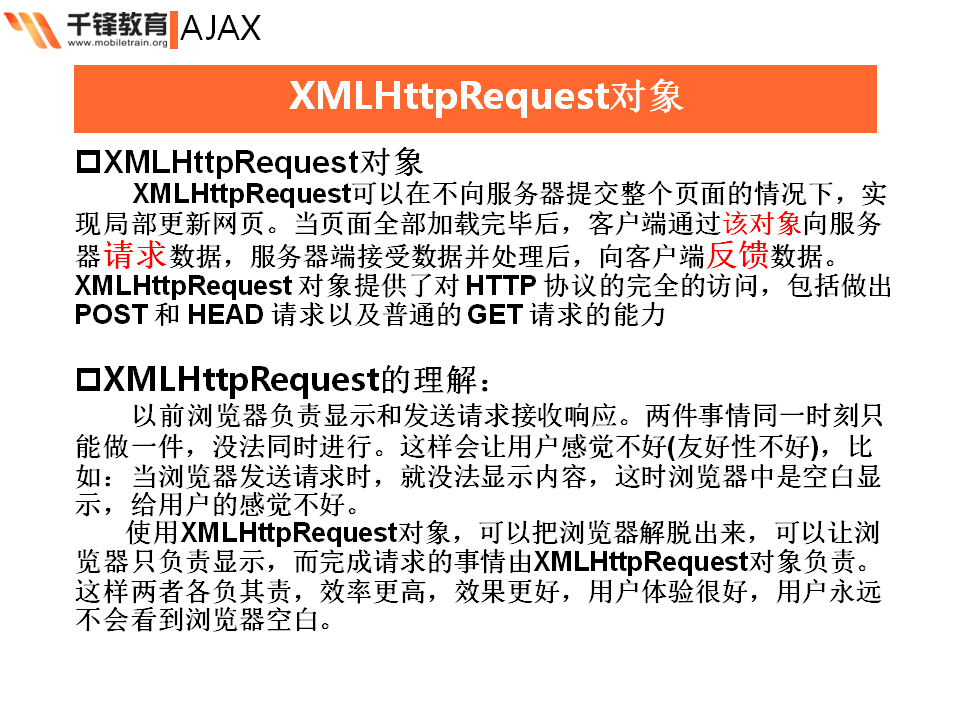 千锋教育
www.mobiletrain.org
AJAX
XMLHttpRequest对象
XMLHttpRequest对象
XMLHttpRequest可以在不向服务器提交整个页面的情况下，实
现局部更新网页。当页面全部加载完毕后，客户端通过该对象向服务
器请求数据，服务器端接受数据并处理后，向客户端反馈数据。
XMLHttpRequest 对象提供了对 HTTP 协议的完全的访问，包括做出
POST 和 HEAD 请求以及普通的 GET 请求的能力
XMLHttpRequest的理解：
以前浏览器负责显示和发送请求接收响应。两件事情同一时刻只
能做一件，没法同时进行。这样会让用户感觉不好(友好性不好)，比
如：当浏览器发送请求时，就没法显示内容，这时浏览器中是空白显
示，给用户的感觉不好。
使用XMLHttpRequest对象，可以把浏览器解脱出来，可以让浏
览器只负责显示，而完成请求的事情由XMLHttpRequest对象负责。
这样两者各负其责，效率更高，效果更好，用户体验很好，用户永远
不会看到浏览器空白。